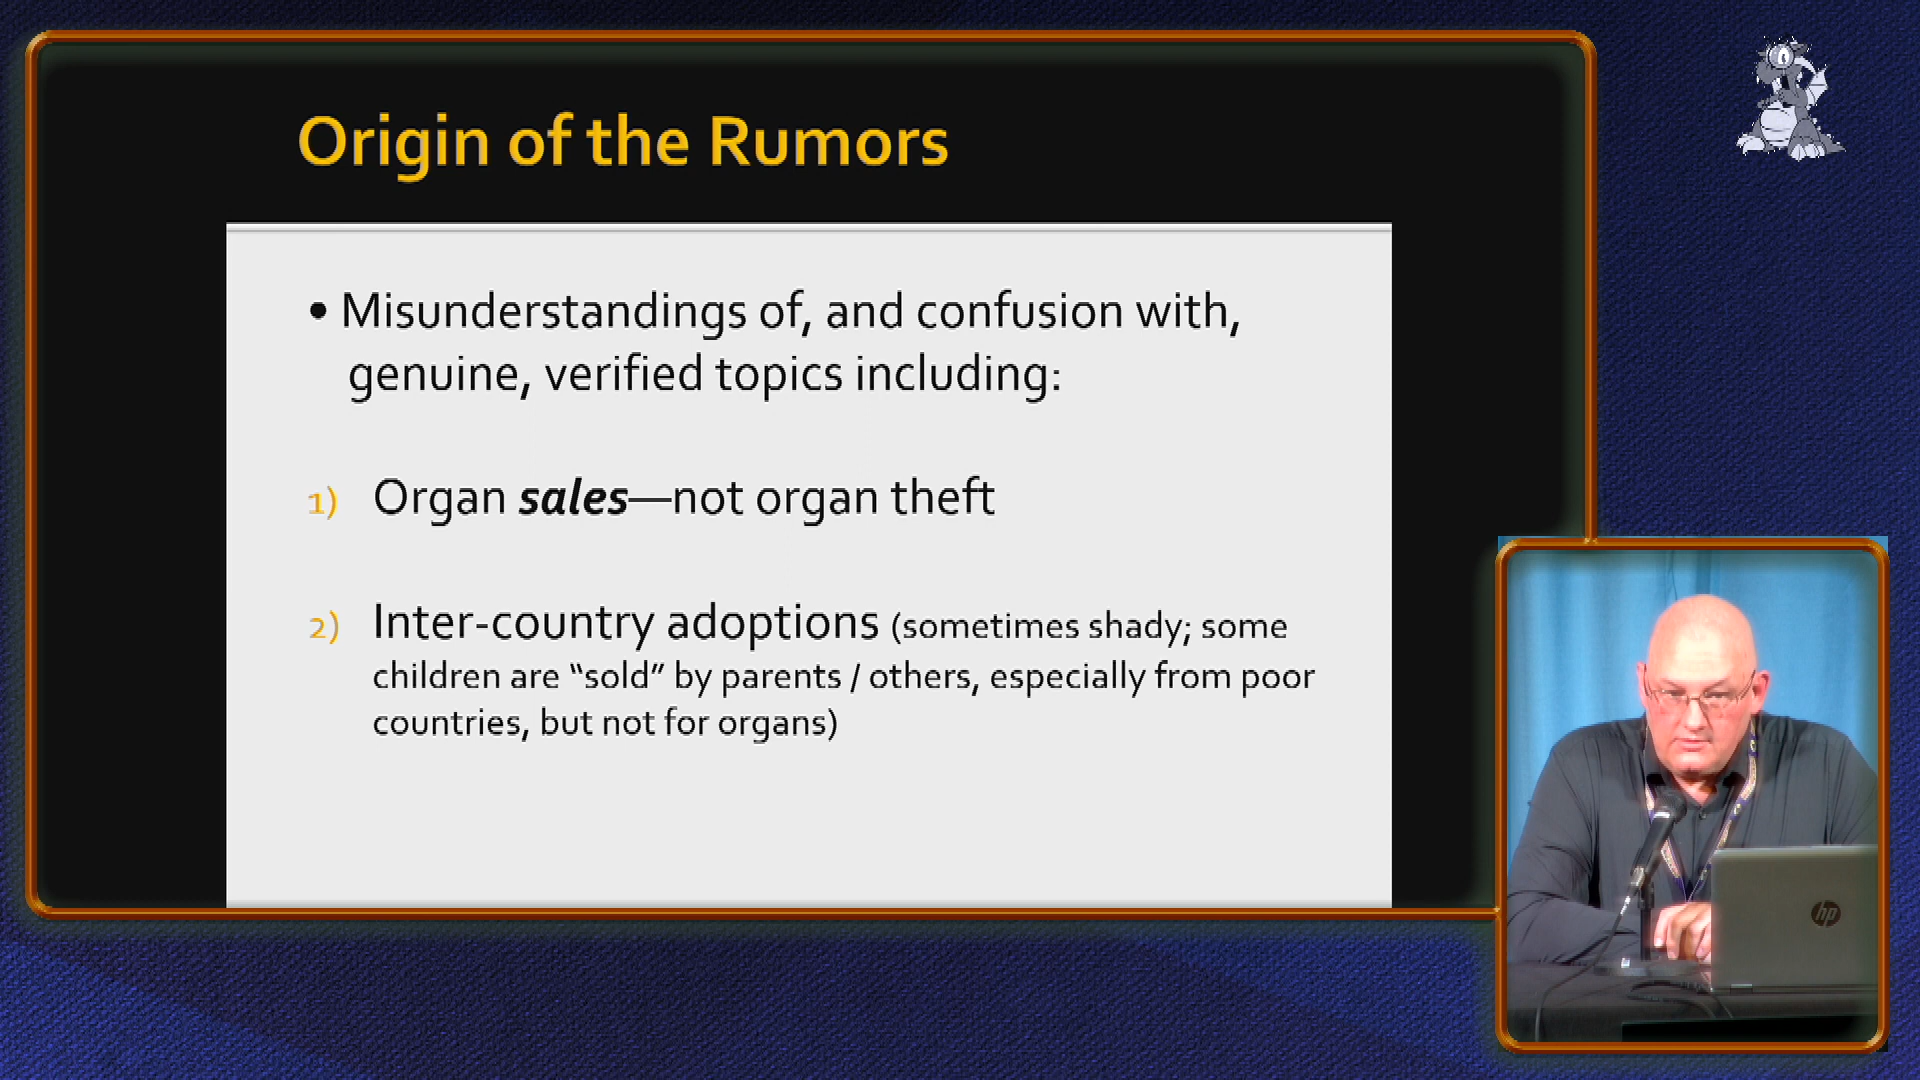 Origin of the Rumors
• Misunderstandings of, and confusion with,
genuine, verified topics including:
1) Organ sales—not organ theft
2) Inter-country adoptions (sometimes shady; some
children are “sold” by parents / others, especially from poor
countries, but not for organs)
hp